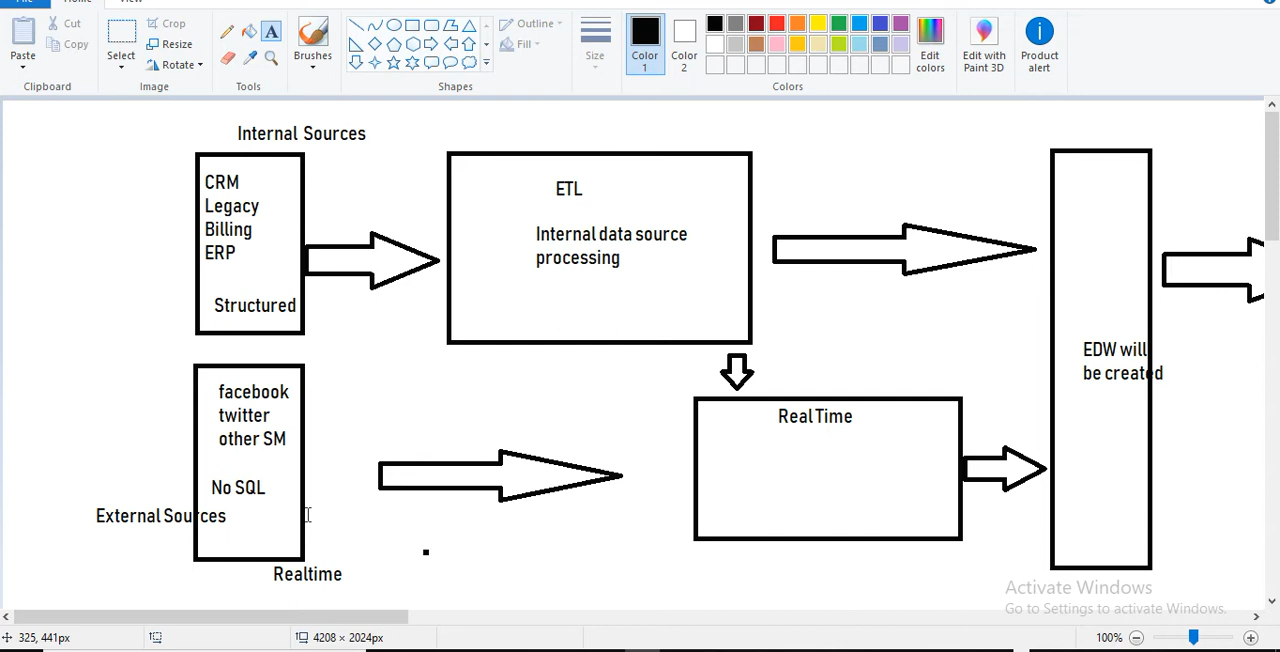 File
Home
View
Paste
Cut
Copy
Clipboard
Select
Crop
Resize
Rotate
Image
Tools
Brushes
Shapes
Outline
Fill
Size
Color
1
Color
2
Colors
Edit
colors
Edit with
Paint 3D
Product
alert
Internal Sources
CRM
Legacy
Billing
ERP
Structured
ETL
Internal data source
processing
EDW will
be created
facebook
twitter
other SM
No SQL
External Sources
Realtime
Real Time
Activate Windows
Go to Settings to activate Windows.
325, 441px
4208 × 2024px
100%